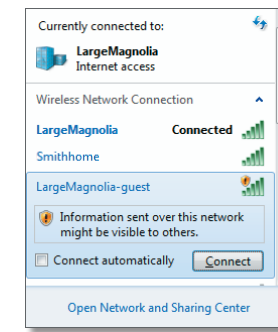 Currently connected to:
LargeMagnolia
Internet access
Wireless Network Connection
LargeMagnolia Connected
Smithhome
LargeMagnolia-guest
Information sent over this network
might be visible to others.
Connect automatically Connect
Open Network and Sharing Center